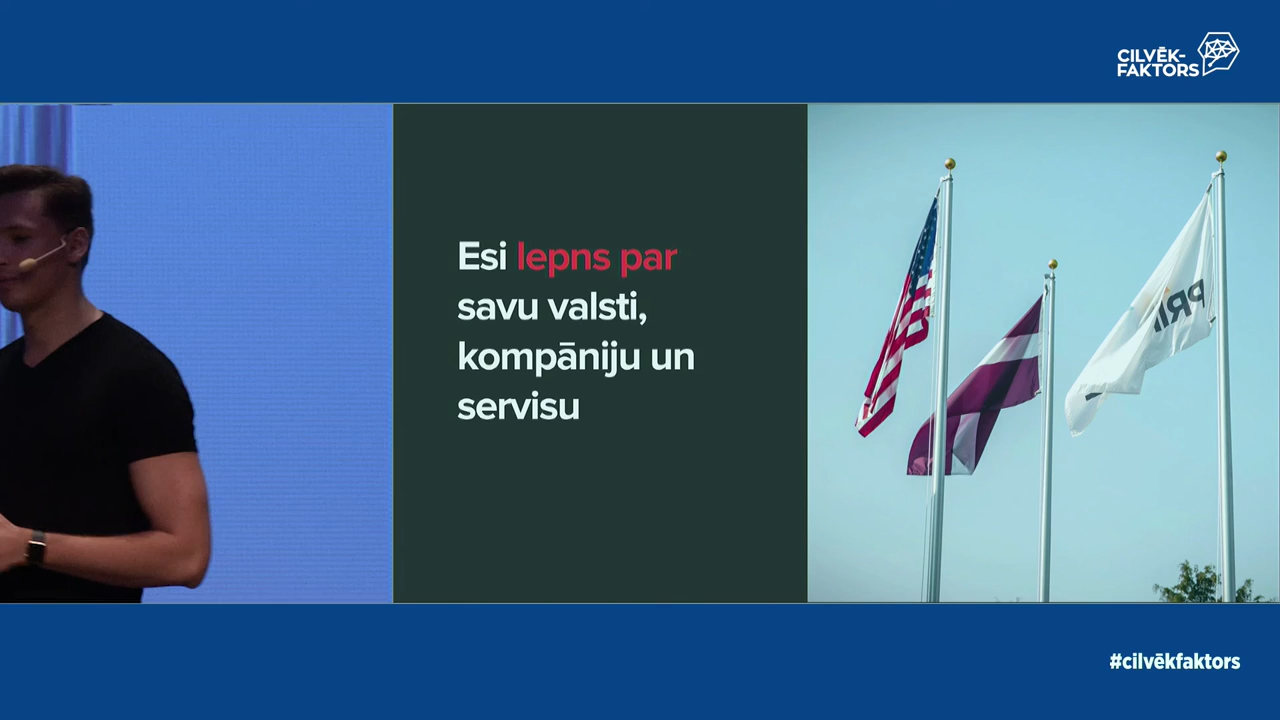 CILVĒK-
FAKTORS
Esi lepns par
savu valsti,
kompāniju un
servisu
#cilvēkfaktors